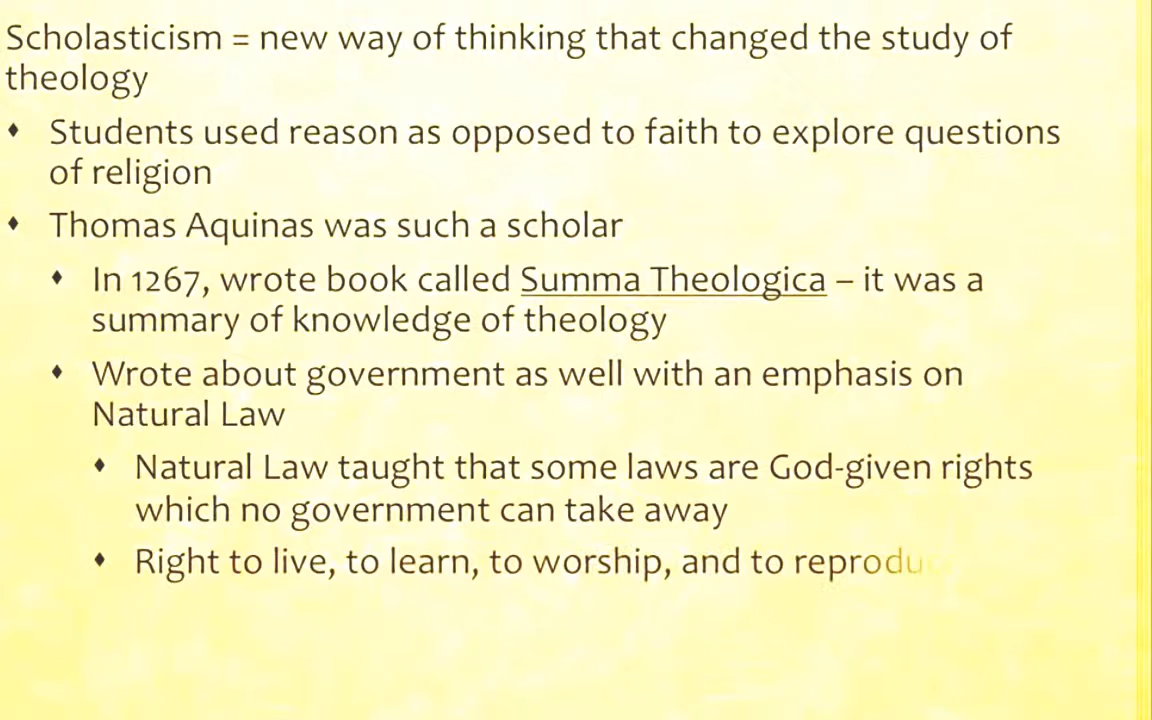 Scholasticism = new way of thinking that changed the study of
theology
♦ Students used reason as opposed to faith to explore questions
of religion
♦ Thomas Aquinas was such a scholar
♦ In 1267, wrote book called Summa Theologica – it was a
summary of knowledge of theology
♦ Wrote about government as well with an emphasis on
Natural Law
♦ Natural Law taught that some laws are God-given rights
which no government can take away
♦ Right to live, to learn, to worship, and to